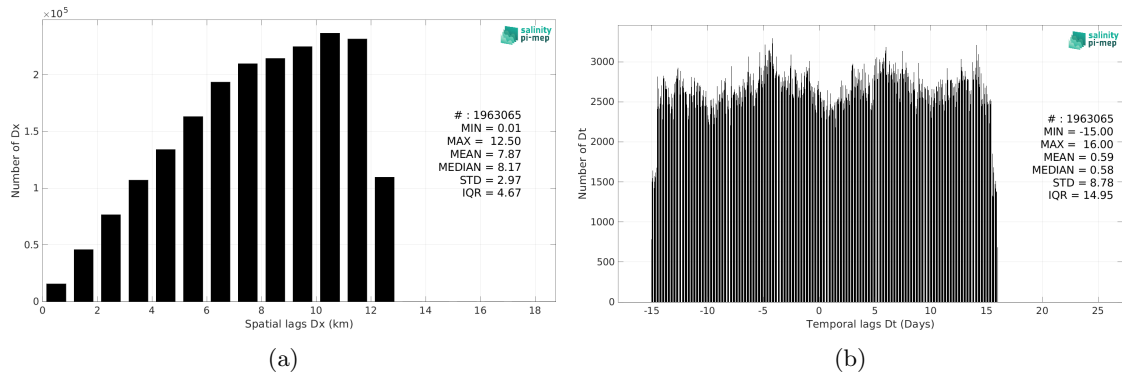 ×10⁵
salinity
pi-mep
2
1.5
1
0.5
0
Number of Dx
# : 1963065
MIN = 0.01
MAX = 12.50
MEAN = 7.87
MEDIAN = 8.17
STD = 2.97
IQR = 4.67
0 2 4 6 8 10 12 14 16 18
Spatial lags Dx (km)
(a)
salinity
pi-mep
3000
2500
2000
1500
1000
500
0
Number of Dt
# : 1963065
MIN = -15.00
MAX = 16.00
MEAN = 0.59
MEDIAN = 0.58
STD = 8.78
IQR = 14.95
-15 -10 -5 0 5 10 15 20 25
Temporal lags Dt (Days)
(b)